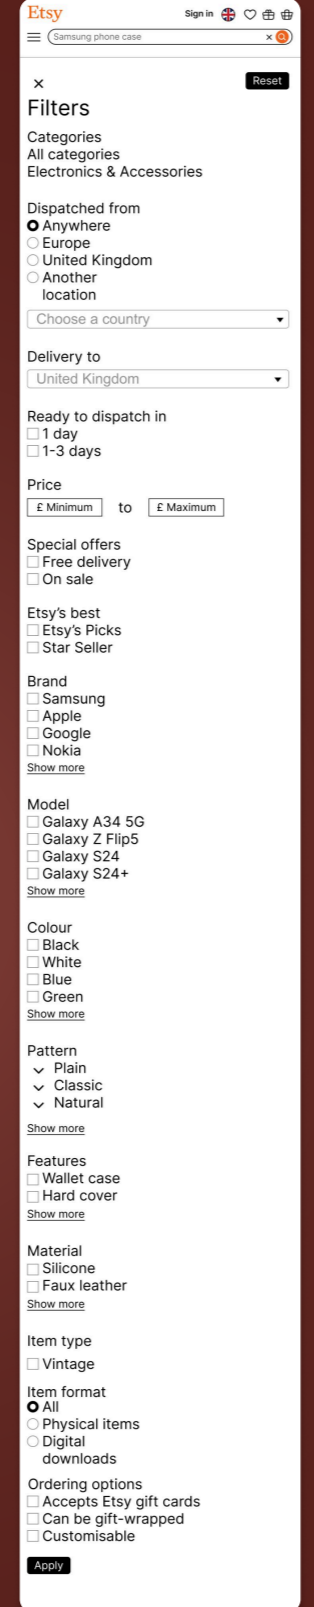 Etsy
Sign in
Samsung phone case
Reset
Filters
Categories
All categories
Electronics & Accessories
Dispatched from
Anywhere
Europe
United Kingdom
Another
location
Choose a country
Delivery to
United Kingdom
Ready to dispatch in
1 day
1-3 days
Price
£ Minimum to £ Maximum
Special offers
Free delivery
On sale
Etsy's best
Etsy's Picks
Star Seller
Brand
Samsung
Apple
Google
Nokia
Show more
Model
Galaxy A34 5G
Galaxy Z Flip5
Galaxy S24
Galaxy S24+
Show more
Colour
Black
White
Blue
Green
Show more
Pattern
Plain
Classic
Natural
Show more
Features
Wallet case
Hard cover
Show more
Material
Silicone
Faux leather
Show more
Item type
Vintage
Item format
All
Physical items
Digital
downloads
Ordering options
Accepts Etsy gift cards
Can be gift-wrapped
Customisable
Apply